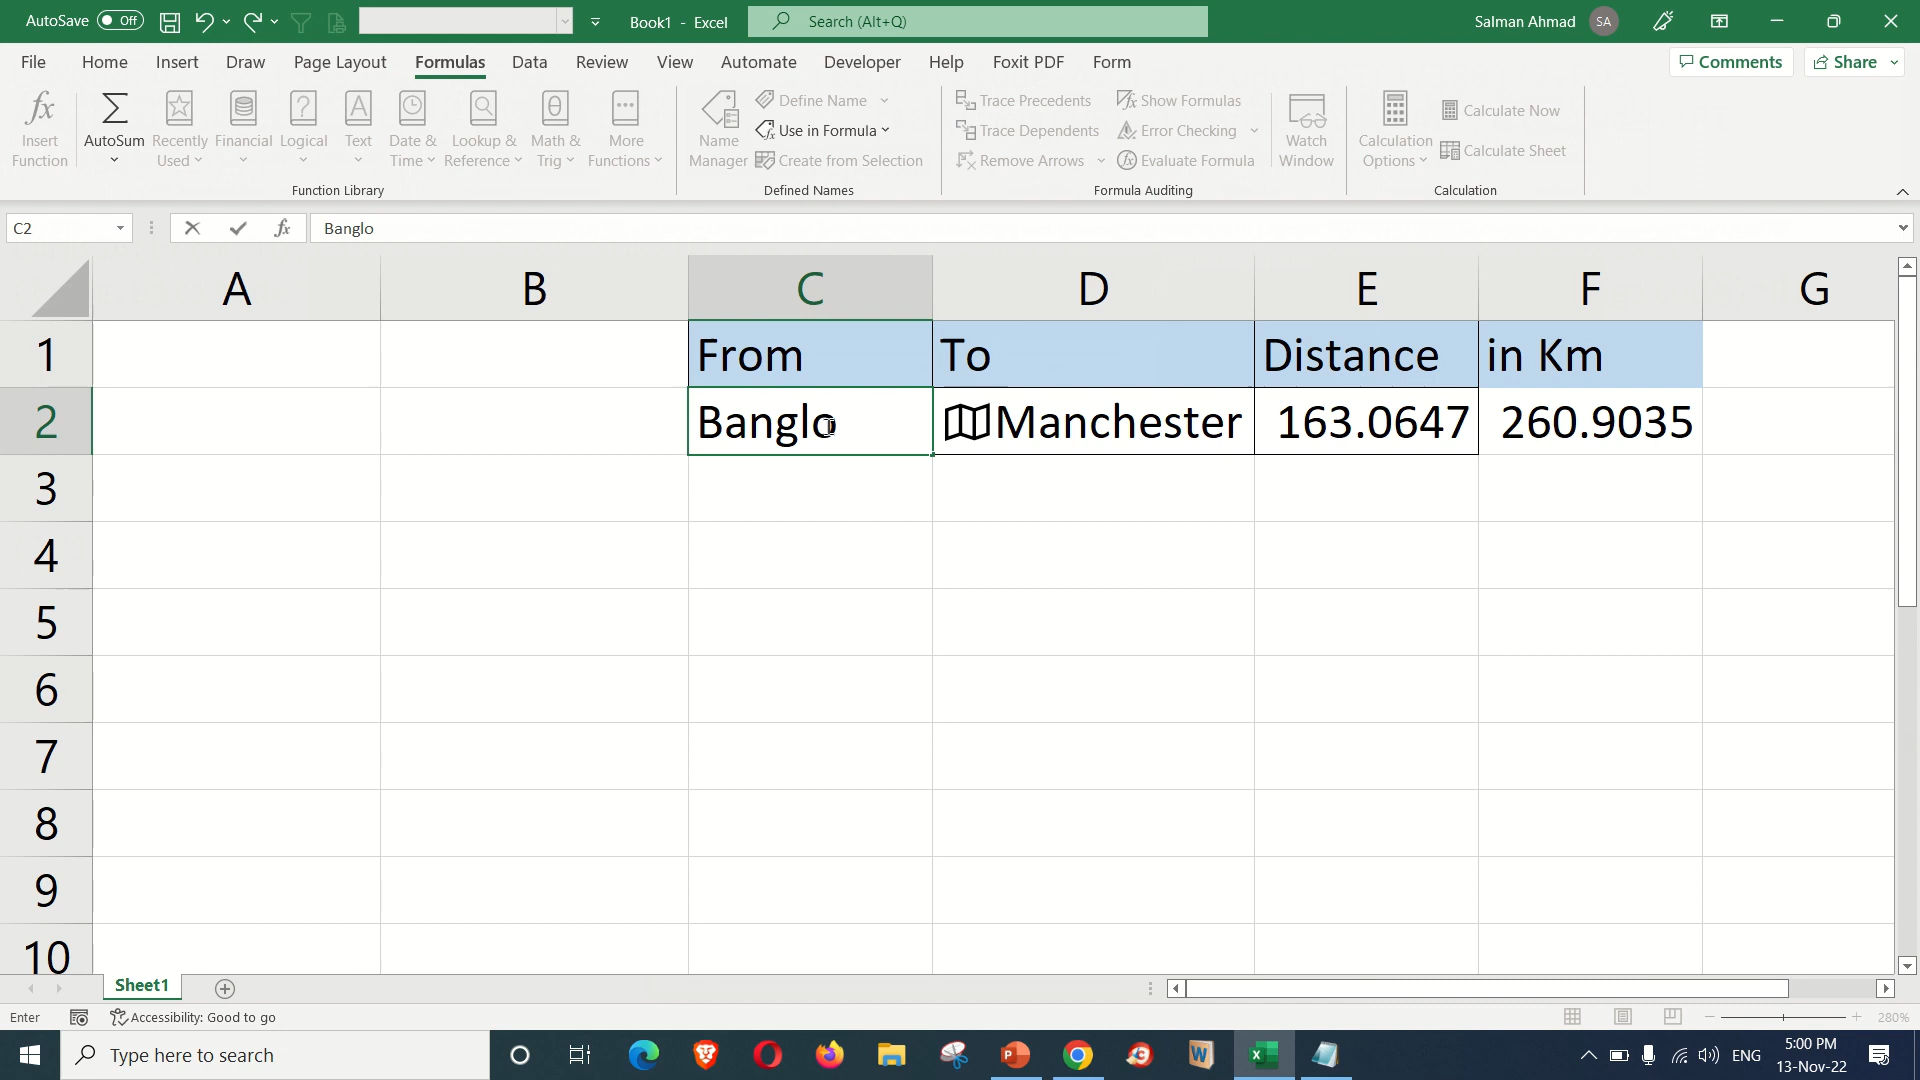 AutoSave Off Book1 - Excel Search (Alt+Q) Salman Ahmad SA
File Home Insert Draw Page Layout Formulas Data Review View Automate Developer Help Foxit PDF Form Comments Share
Insert Function
AutoSum
Recently Used
Financial
Logical
Text
Date & Time
Lookup & Reference
Math & Trig
More Functions
Function Library
Name Manager
Define Name
Use in Formula
Create from Selection
Defined Names
Trace Precedents
Trace Dependents
Remove Arrows
Show Formulas
Error Checking
Evaluate Formula
Formula Auditing
Watch Window
Calculation Options
Calculate Now
Calculate Sheet
Calculation
C2 fx Banglo
A B C D E F G
1 From To Distance in Km
2 Banglo Manchester 163.0647 260.9035
3
4
5
6
7
8
9
10
Sheet1
Enter Accessibility: Good to go 280%
Type here to search ENG 5:00 PM
13-Nov-22